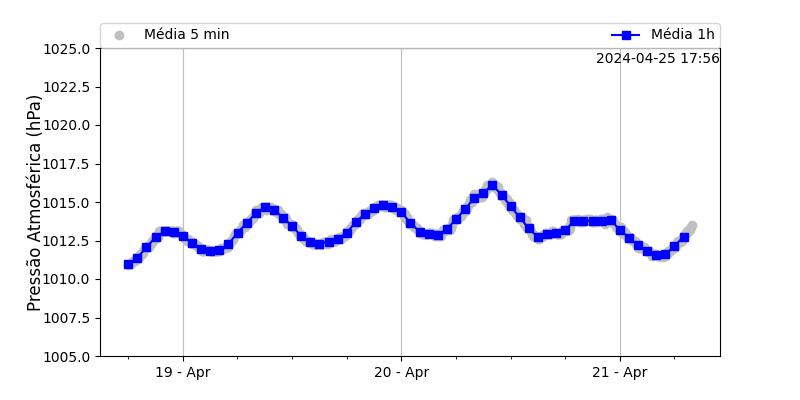 Média 5 min
Média 1h
2024-04-25 17:56
Pressão Atmosférica (hPa)
1025.0
1022.5
1020.0
1017.5
1015.0
1012.5
1010.0
1007.5
1005.0
19 - Apr
20 - Apr
21 - Apr